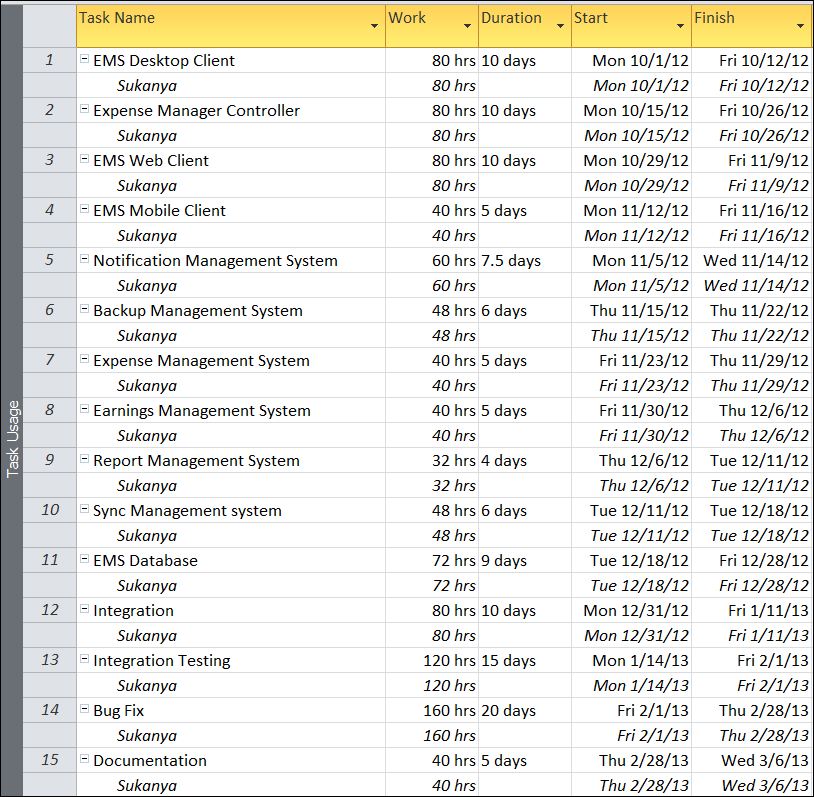 Task Name Work Duration Start Finish
1 EMS Desktop Client 80 hrs 10 days Mon 10/1/12 Fri 10/12/12
Sukanya 80 hrs Mon 10/1/12 Fri 10/12/12
2 Expense Manager Controller 80 hrs 10 days Mon 10/15/12 Fri 10/26/12
Sukanya 80 hrs Mon 10/15/12 Fri 10/26/12
3 EMS Web Client 80 hrs 10 days Mon 10/29/12 Fri 11/9/12
Sukanya 80 hrs Mon 10/29/12 Fri 11/9/12
4 EMS Mobile Client 40 hrs 5 days Mon 11/12/12 Fri 11/16/12
Sukanya 40 hrs Mon 11/12/12 Fri 11/16/12
5 Notification Management System 60 hrs 7.5 days Mon 11/5/12 Wed 11/14/12
Sukanya 60 hrs Mon 11/5/12 Wed 11/14/12
6 Backup Management System 48 hrs 6 days Thu 11/15/12 Thu 11/22/12
Sukanya 48 hrs Thu 11/15/12 Thu 11/22/12
7 Expense Management System 40 hrs 5 days Fri 11/23/12 Thu 11/29/12
Sukanya 40 hrs Fri 11/23/12 Thu 11/29/12
8 Earnings Management System 40 hrs 5 days Fri 11/30/12 Thu 12/6/12
Sukanya 40 hrs Fri 11/30/12 Thu 12/6/12
9 Report Management System 32 hrs 4 days Thu 12/6/12 Tue 12/11/12
Sukanya 32 hrs Thu 12/6/12 Tue 12/11/12
10 Sync Management system 48 hrs 6 days Tue 12/11/12 Tue 12/18/12
Sukanya 48 hrs Tue 12/11/12 Tue 12/18/12
11 EMS Database 72 hrs 9 days Tue 12/18/12 Fri 12/28/12
Sukanya 72 hrs Tue 12/18/12 Fri 12/28/12
12 Integration 80 hrs 10 days Mon 12/31/12 Fri 1/11/13
Sukanya 80 hrs Mon 12/31/12 Fri 1/11/13
13 Integration Testing 120 hrs 15 days Mon 1/14/13 Fri 2/1/13
Sukanya 120 hrs Mon 1/14/13 Fri 2/1/13
14 Bug Fix 160 hrs 20 days Fri 2/1/13 Thu 2/28/13
Sukanya 160 hrs Fri 2/1/13 Thu 2/28/13
15 Documentation 40 hrs 5 days Thu 2/28/13 Wed 3/6/13
Sukanya 40 hrs Thu 2/28/13 Wed 3/6/13
Task Usage